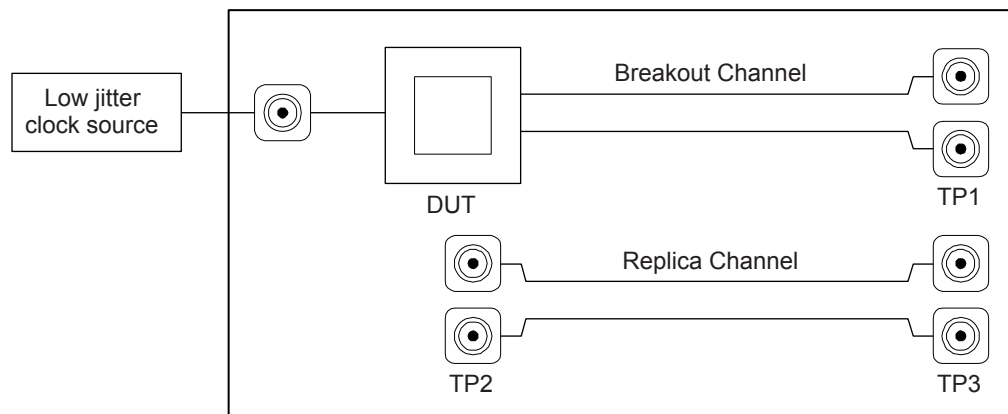 Low jitter
clock source
Breakout Channel
DUT
TP1
Replica Channel
TP2
TP3